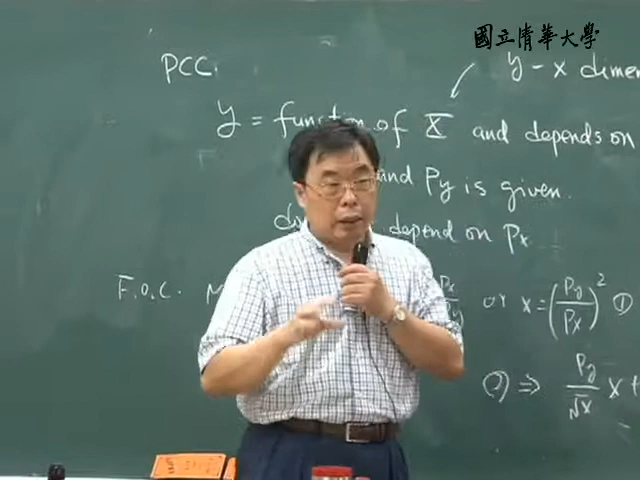 國立清華大學
PCC
y - x dimen
y = function of X and depends on
and Py is given.
depend on Px
F.O.C.
or x = (Py/Px)² ①
② ⇒ Py/√x x +